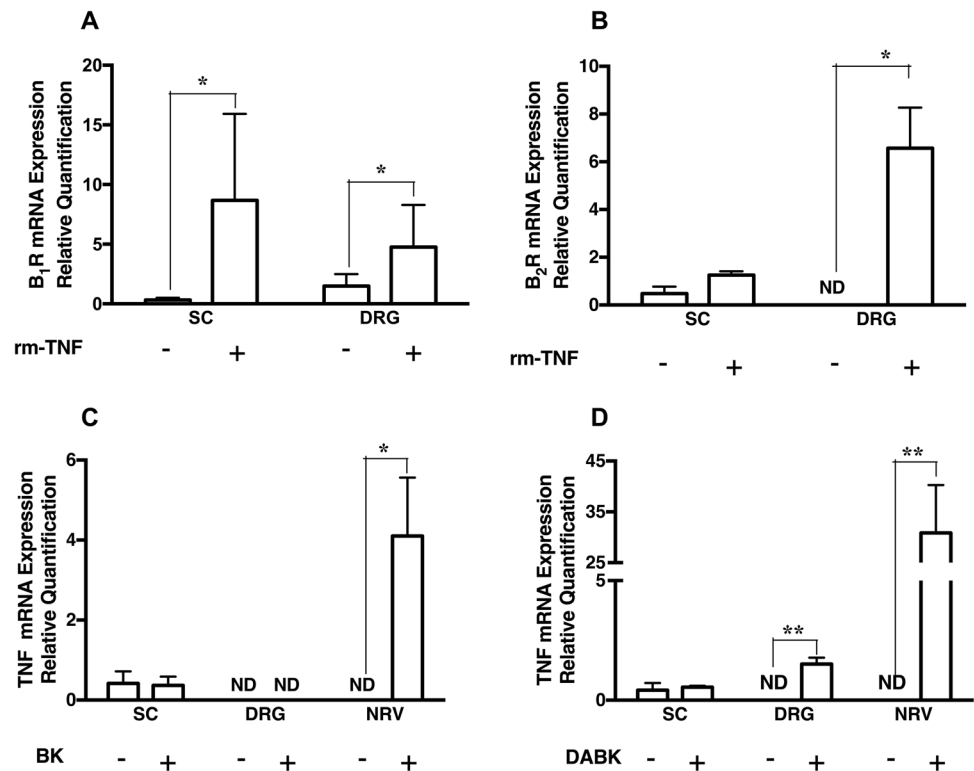 A
B₁R mRNA Expression
Relative Quantification
20
15
10
5
0
*
*
SC DRG
rm-TNF - + - +
B
B₂R mRNA Expression
Relative Quantification
10
8
6
4
2
0
*
ND
SC DRG
rm-TNF - + - +
C
TNF mRNA Expression
Relative Quantification
6
4
2
0
*
ND ND ND
SC DRG NRV
BK - + - + - +
D
TNF mRNA Expression
Relative Quantification
45
35
25
5
0
**
**
ND ND
SC DRG NRV
DABK - + - + - +